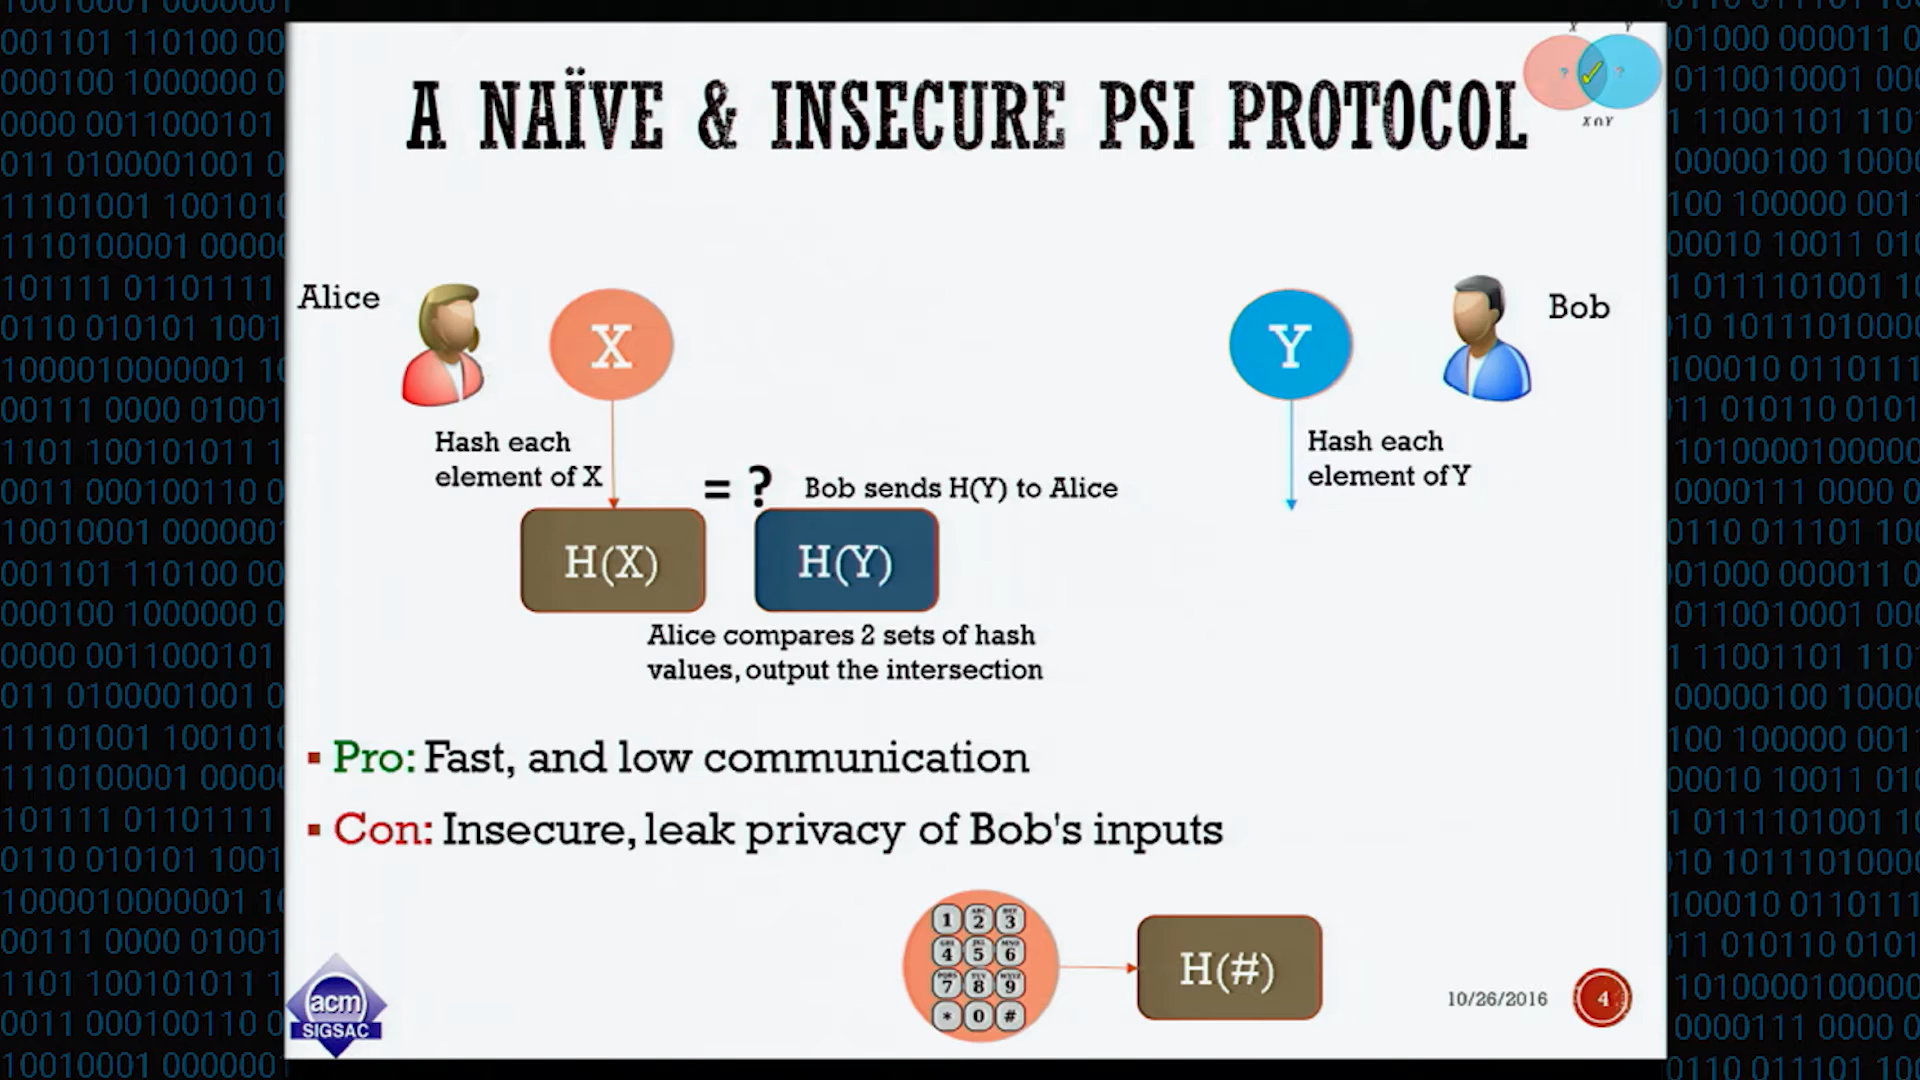 A NAÏVE & INSECURE PSI PROTOCOL
X Y
? ?
X∩Y
Alice
X
Y
Bob
Hash each
element of X
= ?
Bob sends H(Y) to Alice
Hash each
element of Y
H(X)
H(Y)
Alice compares 2 sets of hash
values, output the intersection
Pro: Fast, and low communication
Con: Insecure, leak privacy of Bob's inputs
1 2 3
4 5 6
7 8 9
* 0 #
H(#)
acm
SIGSAC
10/26/2016
4